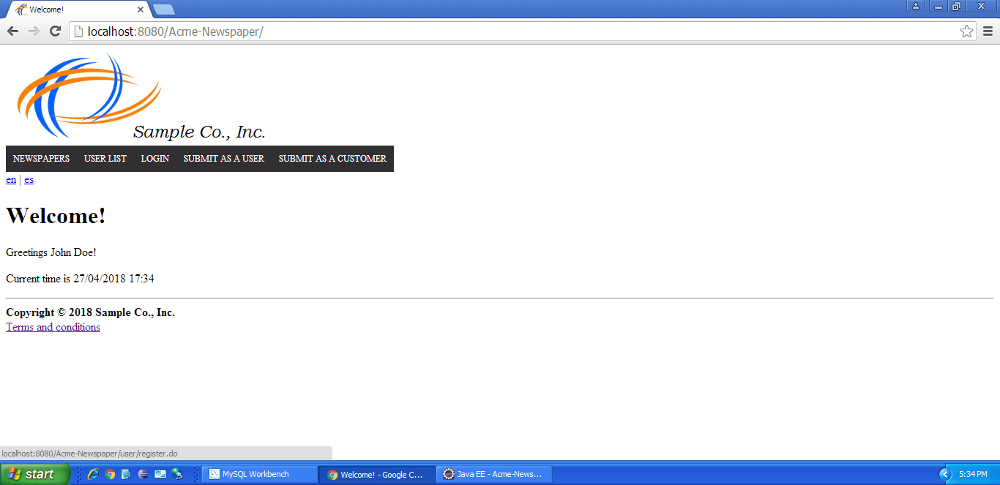 Welcome!
localhost:8080/Acme-Newspaper/
Sample Co., Inc.
NEWSPAPERS USER LIST LOGIN SUBMIT AS A USER SUBMIT AS A CUSTOMER
en | es
Welcome!
Greetings John Doe!
Current time is 27/04/2018 17:34
Copyright © 2018 Sample Co., Inc.
Terms and conditions
localhost:8080/Acme-Newspaper/user/register.do
start MySQL Workbench Welcome! - Google C... Java EE - Acme-News... 5:34 PM